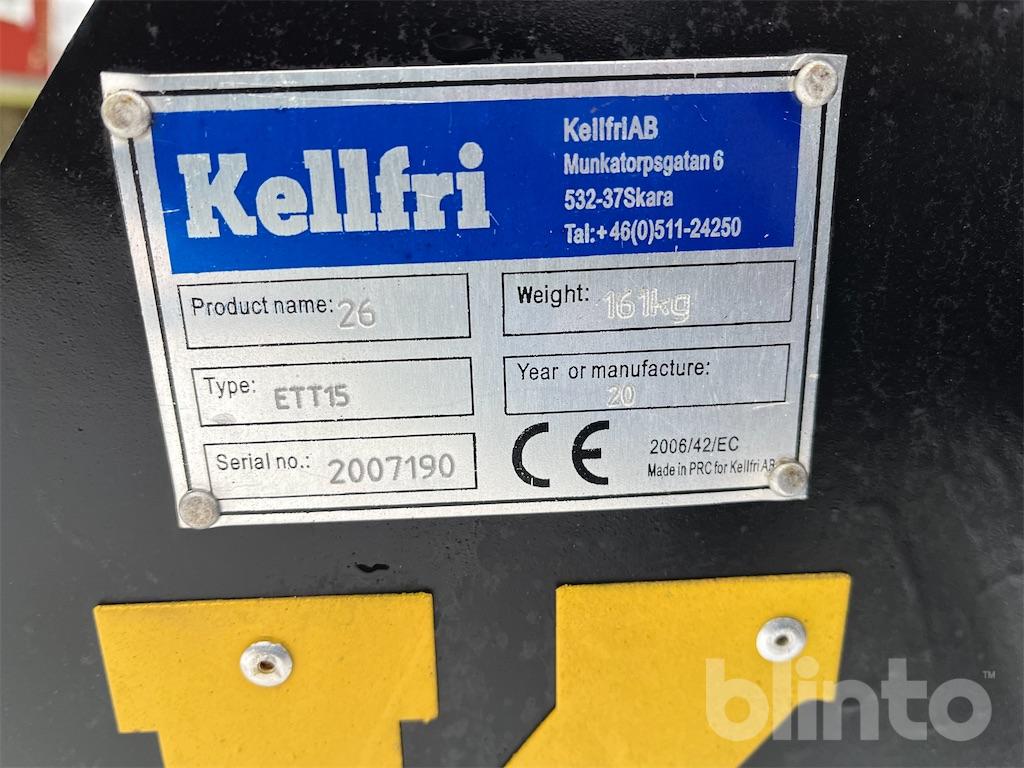 Kellfri
KellfriAB
Munkatorpsgatan 6
532-37Skara
Tal:+46(0)511-24250
Product name: 26
Weight: 161kg
Type: ETT15
Year or manufacture: 20
Serial no.: 2007190
CE
2006/42/EC
Made in PRC for Kellfri AB
blinto™